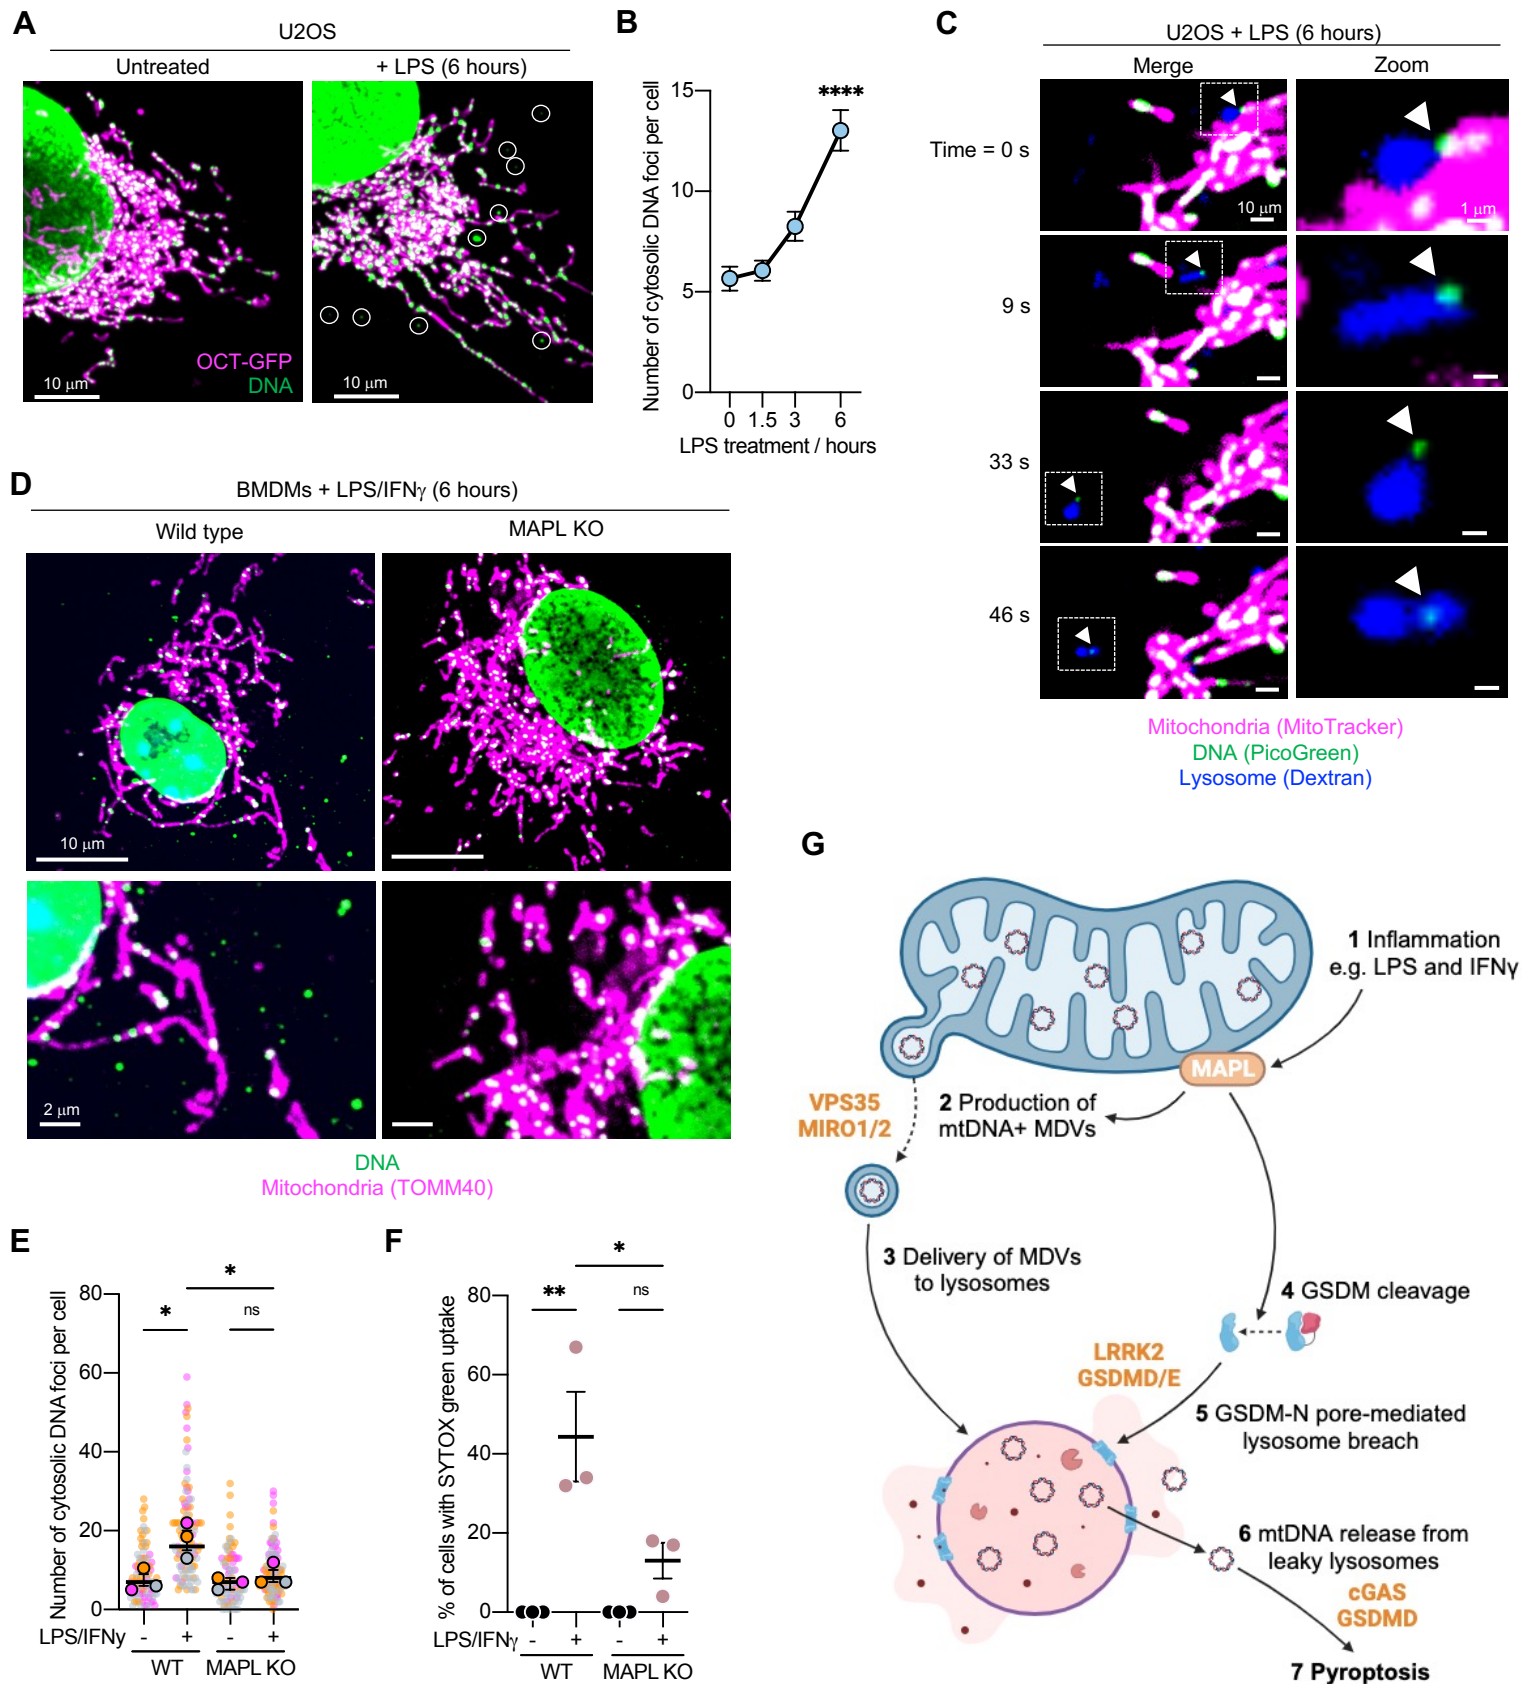 A
U2OS
Untreated
+ LPS (6 hours)
OCT-GFP
DNA
10 μm
10 μm
B
Number of cytosolic DNA foci per cell
15
10
5
0
****
0 1.5 3 6
LPS treatment / hours
C
U2OS + LPS (6 hours)
Merge
Zoom
Time = 0 s
10 μm
1 μm
9 s
33 s
46 s
Mitochondria (MitoTracker)
DNA (PicoGreen)
Lysosome (Dextran)
D
BMDMs + LPS/IFNγ (6 hours)
Wild type
MAPL KO
10 μm
2 μm
DNA
Mitochondria (TOMM40)
E
Number of cytosolic DNA foci per cell
80
60
40
20
0
*
*
ns
LPS/IFNγ - + - +
WT MAPL KO
F
% of cells with SYTOX green uptake
80
60
40
20
0
*
**
ns
LPS/IFNγ - + - +
WT MAPL KO
G
1 Inflammation
e.g. LPS and IFNγ
MAPL
VPS35
MIRO1/2
2 Production of
mtDNA+ MDVs
3 Delivery of MDVs
to lysosomes
4 GSDM cleavage
LRRK2
GSDMD/E
5 GSDM-N pore-mediated
lysosome breach
6 mtDNA release from
leaky lysosomes
cGAS
GSDMD
7 Pyroptosis